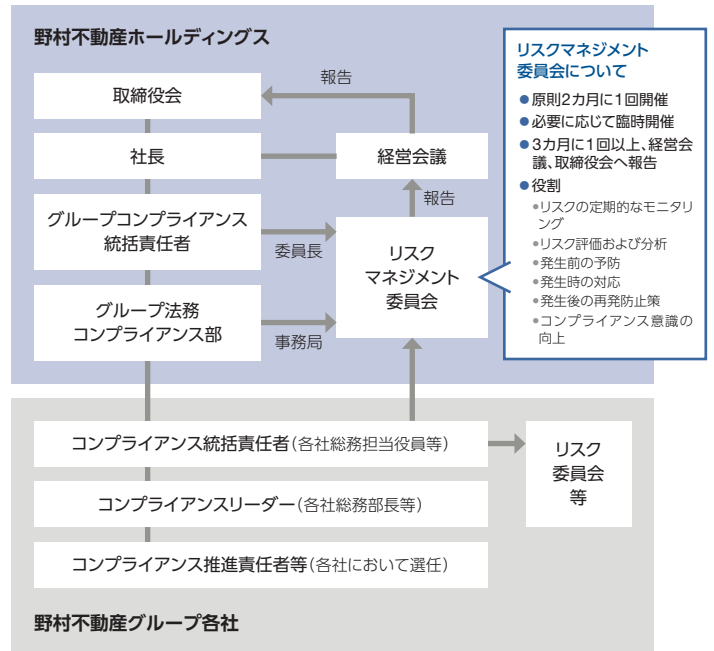 野村不動産ホールディングス
取締役会
報告
社長
経営会議
グループコンプライアンス
統括責任者
委員長
報告
リスク
マネジメント
委員会
グループ法務
コンプライアンス部
事務局
リスクマネジメント
委員会について
●原則2カ月に1回開催
●必要に応じて臨時開催
●3カ月に1回以上、経営会
議、取締役会へ報告
●役割
●リスクの定期的なモニタリ
ング
●リスク評価および分析
●発生前の予防
●発生時の対応
●発生後の再発防止策
●コンプライアンス意識の
向上
コンプライアンス統括責任者(各社総務担当役員等)
リスク
委員会
等
コンプライアンスリーダー(各社総務部長等)
コンプライアンス推進責任者等(各社において選任)
野村不動産グループ各社